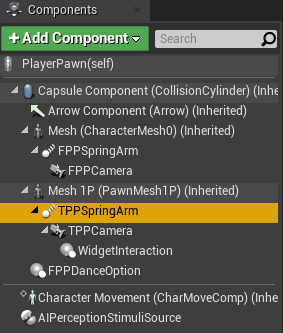 Components
+ Add Component
Search
PlayerPawn(self)
Capsule Component (CollisionCylinder) (Inhe
Arrow Component (Arrow) (Inherited)
Mesh (CharacterMesh0) (Inherited)
FPPSpringArm
FPPCamera
Mesh 1P (PawnMesh1P) (Inherited)
TPPSpringArm
TPPCamera
WidgetInteraction
FPPDanceOption
Character Movement (CharMoveComp) (Inhe
AIPerceptionStimuliSource